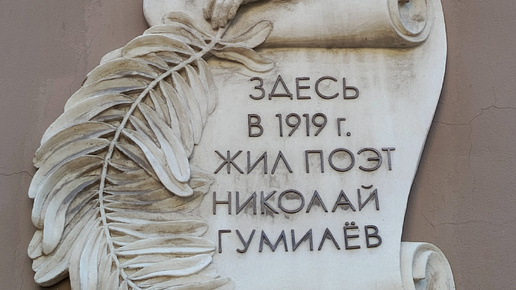 ЗДЕСЬ
В 1919 г.
ЖИЛ ПОЭТ
НИКОЛАЙ
ГУМИЛЁВ